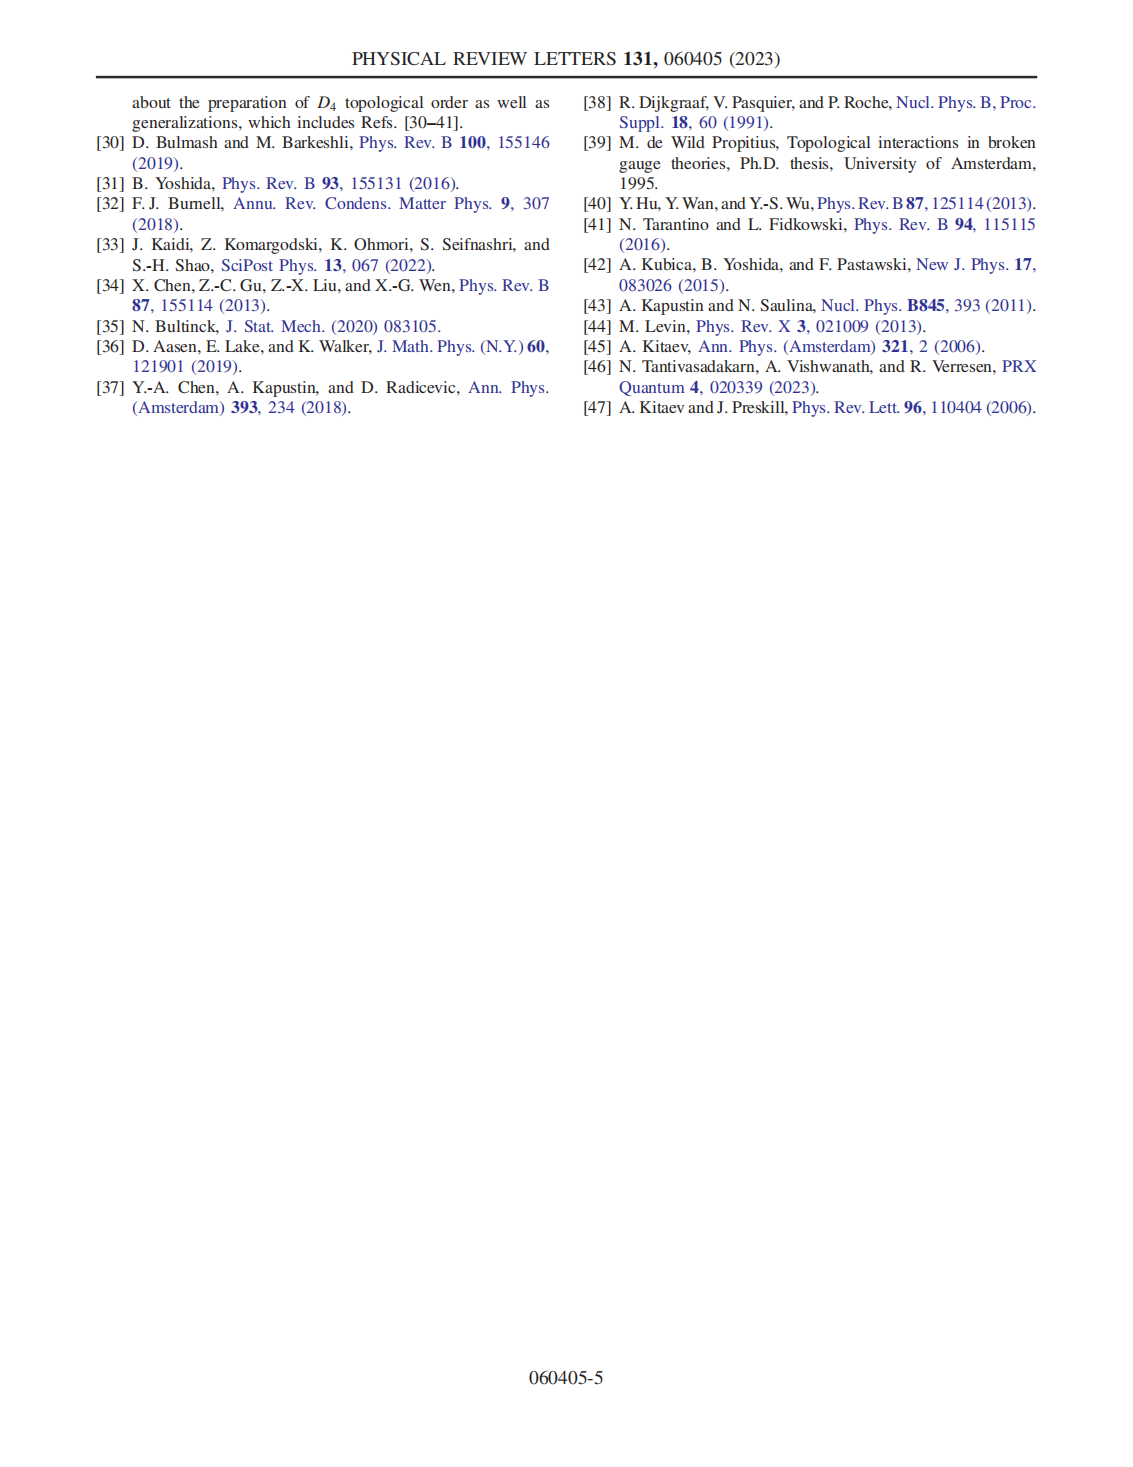 PHYSICAL REVIEW LETTERS 131, 060405 (2023)
about the preparation of D4 topological order as well as
generalizations, which includes Refs. [30–41].
[30] D. Bulmash and M. Barkeshli, Phys. Rev. B 100, 155146
(2019).
[31] B. Yoshida, Phys. Rev. B 93, 155131 (2016).
[32] F. J. Burnell, Annu. Rev. Condens. Matter Phys. 9, 307
(2018).
[33] J. Kaidi, Z. Komargodski, K. Ohmori, S. Seifnashri, and
S.-H. Shao, SciPost Phys. 13, 067 (2022).
[34] X. Chen, Z.-C. Gu, Z.-X. Liu, and X.-G. Wen, Phys. Rev. B
87, 155114 (2013).
[35] N. Bultinck, J. Stat. Mech. (2020) 083105.
[36] D. Aasen, E. Lake, and K. Walker, J. Math. Phys. (N.Y.) 60,
121901 (2019).
[37] Y.-A. Chen, A. Kapustin, and D. Radicevic, Ann. Phys.
(Amsterdam) 393, 234 (2018).
[38] R. Dijkgraaf, V. Pasquier, and P. Roche, Nucl. Phys. B, Proc.
Suppl. 18, 60 (1991).
[39] M. de Wild Propitius, Topological interactions in broken
gauge theories, Ph.D. thesis, University of Amsterdam,
1995.
[40] Y. Hu, Y. Wan, and Y.-S. Wu, Phys. Rev. B 87, 125114 (2013).
[41] N. Tarantino and L. Fidkowski, Phys. Rev. B 94, 115115
(2016).
[42] A. Kubica, B. Yoshida, and F. Pastawski, New J. Phys. 17,
083026 (2015).
[43] A. Kapustin and N. Saulina, Nucl. Phys. B845, 393 (2011).
[44] M. Levin, Phys. Rev. X 3, 021009 (2013).
[45] A. Kitaev, Ann. Phys. (Amsterdam) 321, 2 (2006).
[46] N. Tantivasadakarn, A. Vishwanath, and R. Verresen, PRX
Quantum 4, 020339 (2023).
[47] A. Kitaev and J. Preskill, Phys. Rev. Lett. 96, 110404 (2006).
060405-5